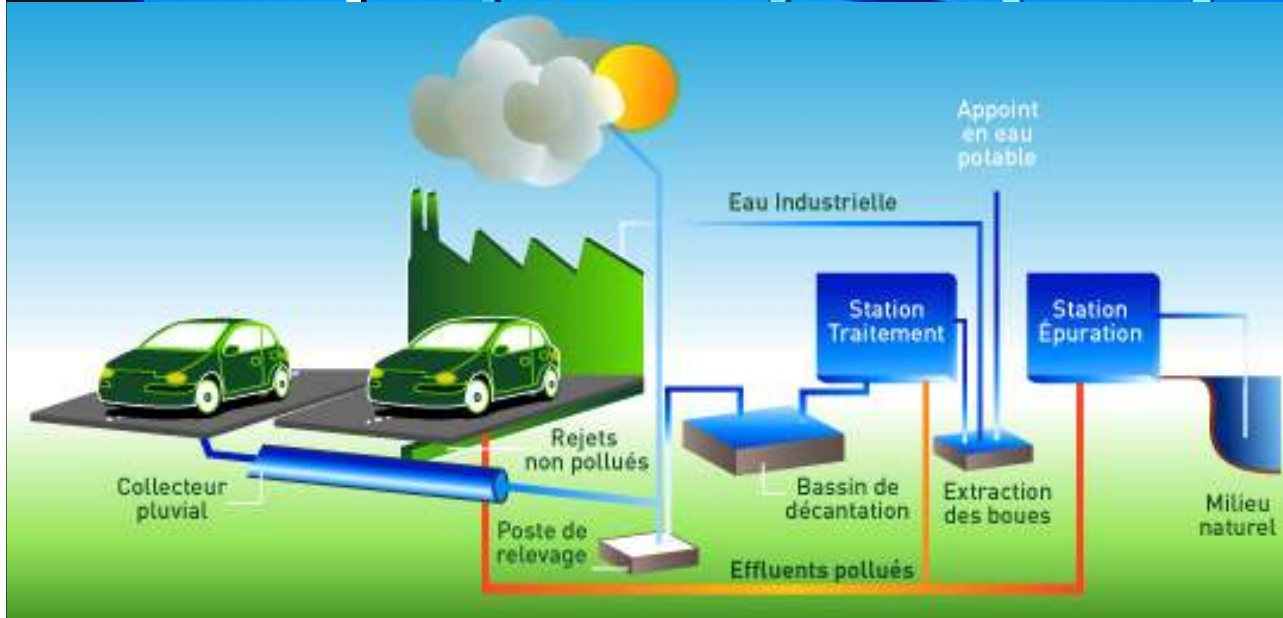 Appoint
en eau
potable
Eau Industrielle
Station
Traitement
Station
Épuration
Rejets
non pollués
Collecteur
pluvial
Bassin de
décantation
Extraction
des boues
Milieu
naturel
Poste de
relevage
Effluents pollués